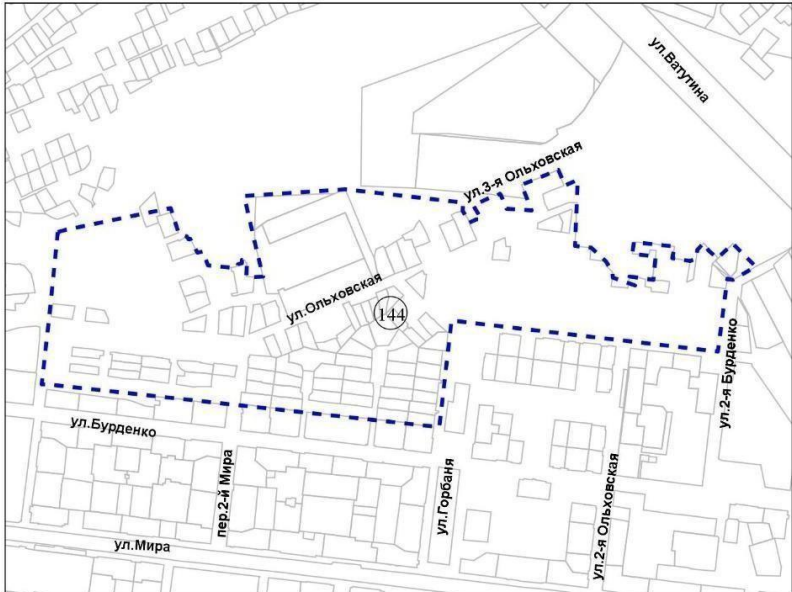 ул.Ватутина
ул.3-я Ольховская
ул.Ольховская
144
ул.2-я Бурденко
ул.Бурденко
пер.2-й Мира
ул.Горбаня
ул.2-я Ольховская
ул.Мира